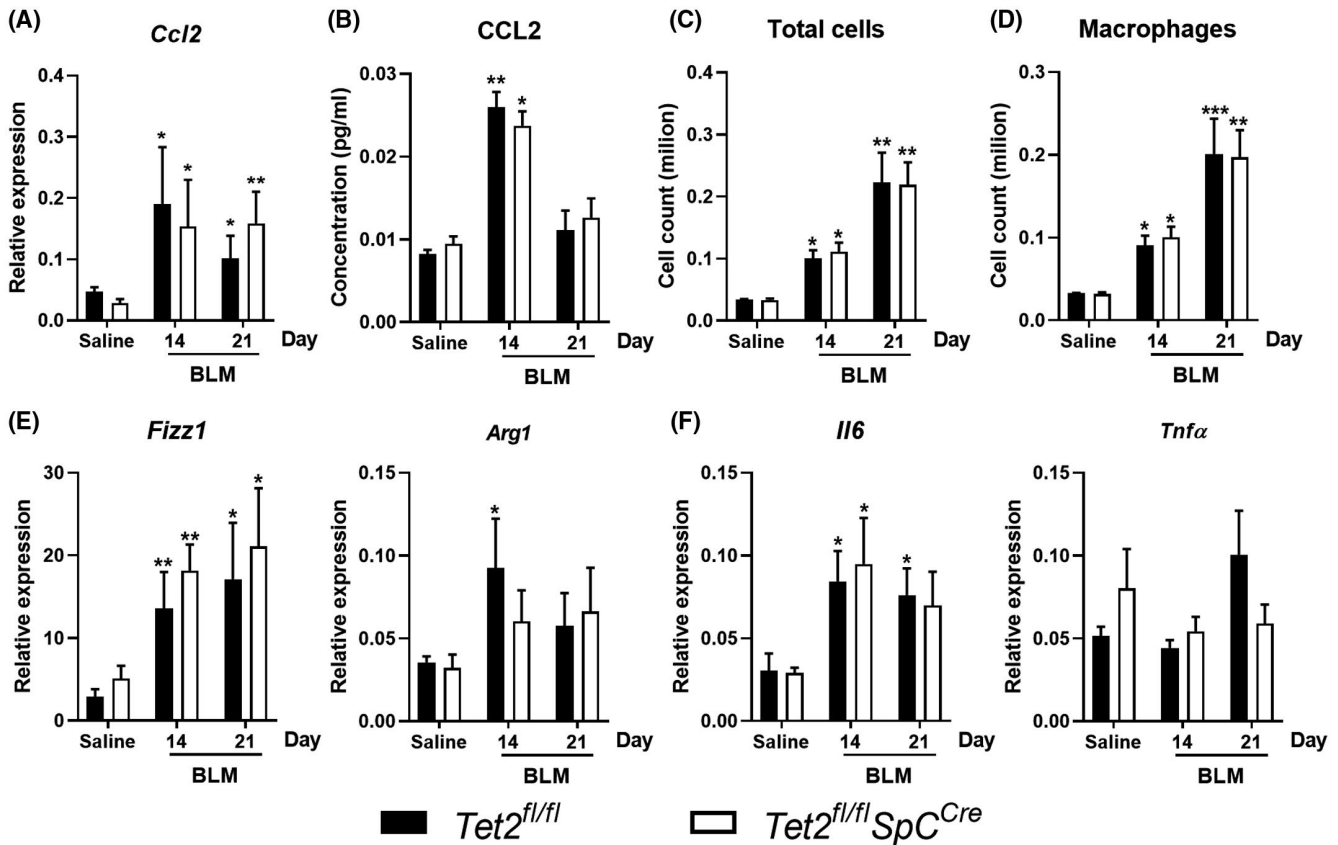 (A)
Ccl2
Relative expression
0.4
0.3
0.2
0.1
0.0
* * * **
Saline 14 21 Day
BLM
(B)
CCL2
Concentration (pg/ml)
0.03
0.02
0.01
0.00
** *
Saline 14 21 Day
BLM
(C)
Total cells
Cell count (milion)
0.4
0.3
0.2
0.1
0.0
* * ** **
Saline 14 21 Day
BLM
(D)
Macrophages
Cell count (milion)
0.3
0.2
0.1
0.0
* * *** **
Saline 14 21 Day
BLM
(E)
Fizz1
Relative expression
30
20
10
0
** ** * *
Saline 14 21 Day
BLM
Arg1
Relative expression
0.15
0.10
0.05
0.00
*
Saline 14 21 Day
BLM
(F)
Il6
Relative expression
0.15
0.10
0.05
0.00
* * *
Saline 14 21 Day
BLM
Tnfα
Relative expression
0.15
0.10
0.05
0.00
Saline 14 21 Day
BLM
Tet2fl/fl
Tet2fl/flSpCCre